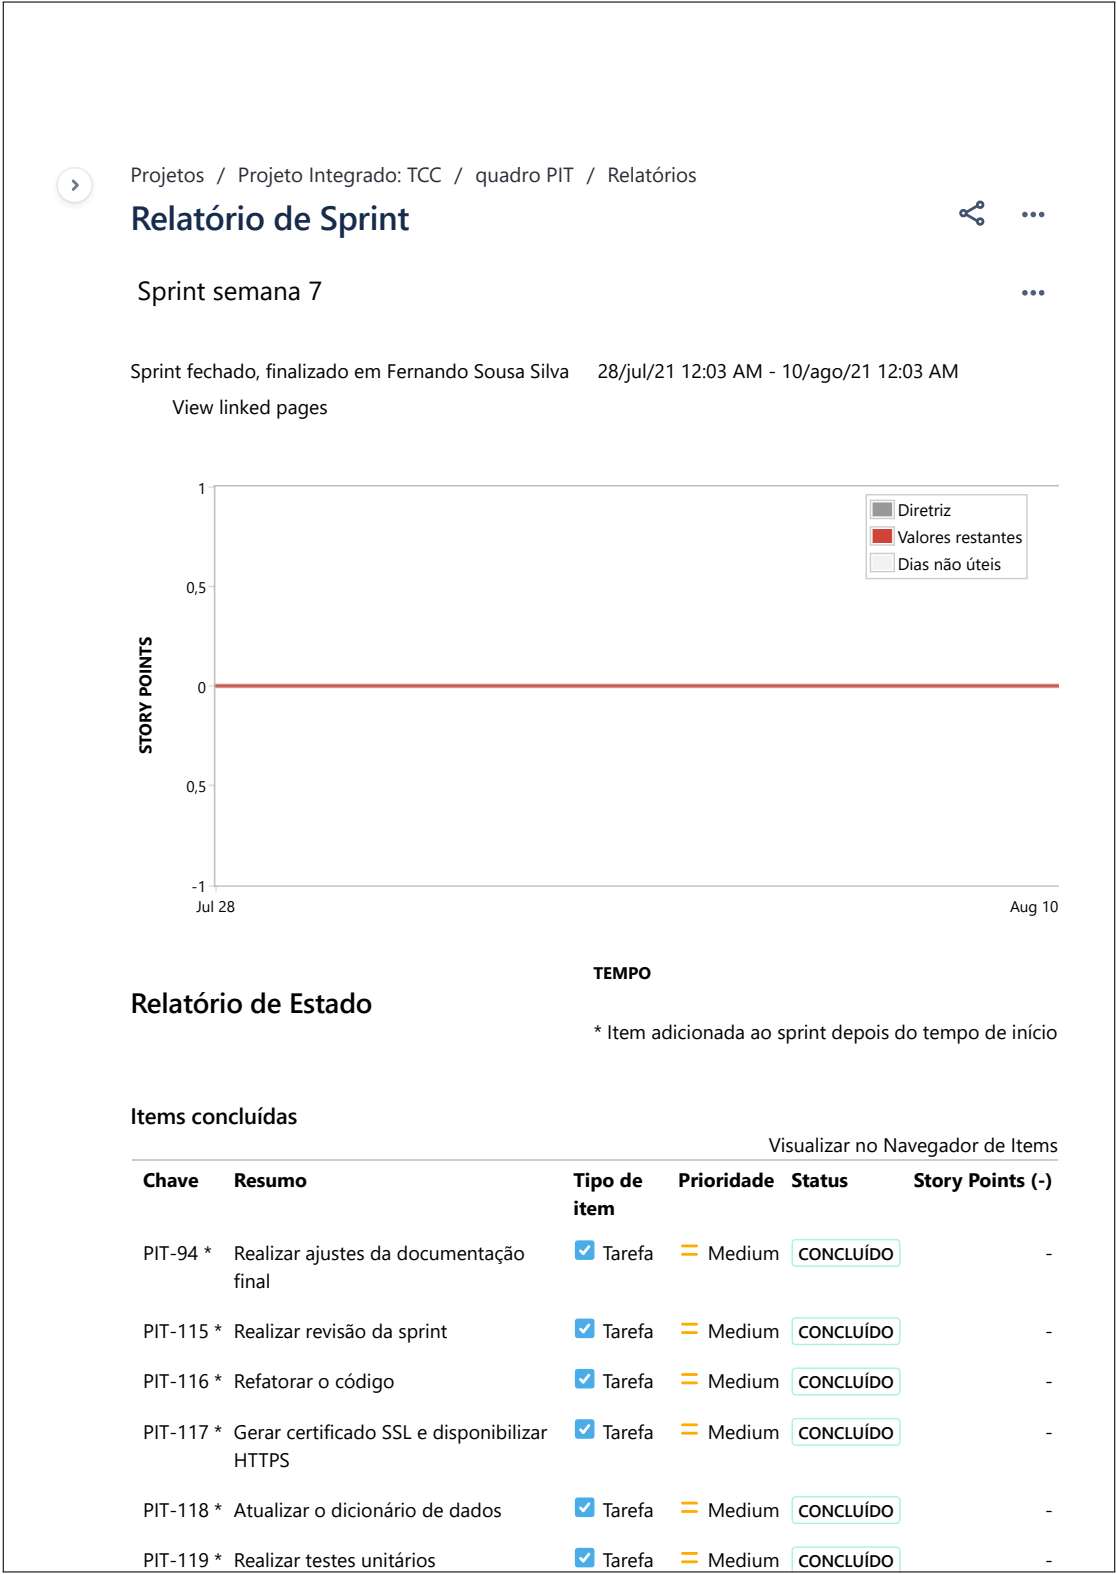 Projetos / Projeto Integrado: TCC / quadro PIT / Relatórios
Relatório de Sprint
Sprint semana 7
Sprint fechado, finalizado em Fernando Sousa Silva 28/jul/21 12:03 AM - 10/ago/21 12:03 AM
View linked pages
1
Diretriz
Valores restantes
Dias não úteis
0,5
STORY POINTS
0
0,5
-1
Jul 28 Aug 10
TEMPO
Relatório de Estado
* Item adicionada ao sprint depois do tempo de início
Items concluídas
Visualizar no Navegador de Items
Chave Resumo Tipo de item Prioridade Status Story Points (-)
PIT-94 * Realizar ajustes da documentação final Tarefa Medium CONCLUÍDO -
PIT-115 * Realizar revisão da sprint Tarefa Medium CONCLUÍDO -
PIT-116 * Refatorar o código Tarefa Medium CONCLUÍDO -
PIT-117 * Gerar certificado SSL e disponibilizar HTTPS Tarefa Medium CONCLUÍDO -
PIT-118 * Atualizar o dicionário de dados Tarefa Medium CONCLUÍDO -
PIT-119 * Realizar testes unitários Tarefa Medium CONCLUÍDO -